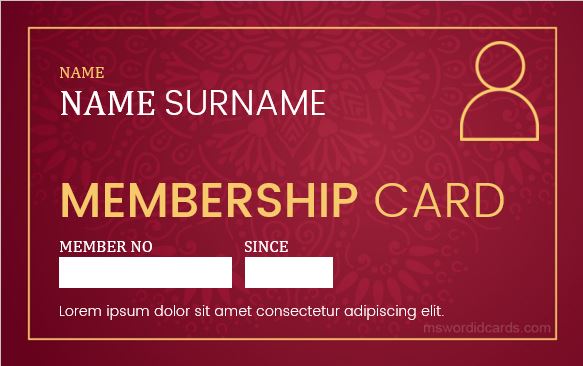 NAME
NAME SURNAME
MEMBERSHIP CARD
MEMBER NO SINCE
Lorem ipsum dolor sit amet consectetur adipiscing elit.
mswordidcards.com